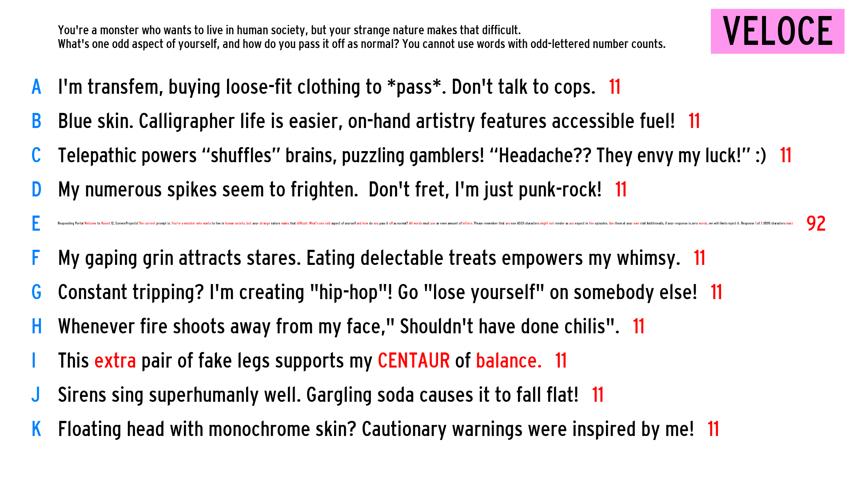 You're a monster who wants to live in human society, but your strange nature makes that difficult.
What's one odd aspect of yourself, and how do you pass it off as normal? You cannot use words with odd-lettered number counts.
VELOCE
A I'm transfem, buying loose-fit clothing to *pass*. Don't talk to cops. 11
B Blue skin. Calligrapher life is easier, on-hand artistry features accessible fuel! 11
C Telepathic powers “shuffles” brains, puzzling gamblers! “Headache?? They envy my luck!” :) 11
D My numerous spikes seem to frighten. Don't fret, I'm just punk-rock! 11
E 92
F My gaping grin attracts stares. Eating delectable treats empowers my whimsy. 11
G Constant tripping? I'm creating "hip-hop"! Go "lose yourself" on somebody else! 11
H Whenever fire shoots away from my face," Shouldn't have done chilis". 11
I This extra pair of fake legs supports my CENTAUR of balance. 11
J Sirens sing superhumanly well. Gargling soda causes it to fall flat! 11
K Floating head with monochrome skin? Cautionary warnings were inspired by me! 11